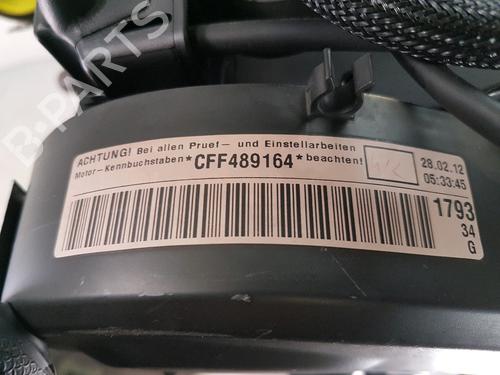 B-PARTS
ACHTUNG! Bei allen Pruef- und Einstellarbeiten
Motor-Kennbuchstaben *CFF489164* beachten!
28.02.12
05:33:45
1793
34
G